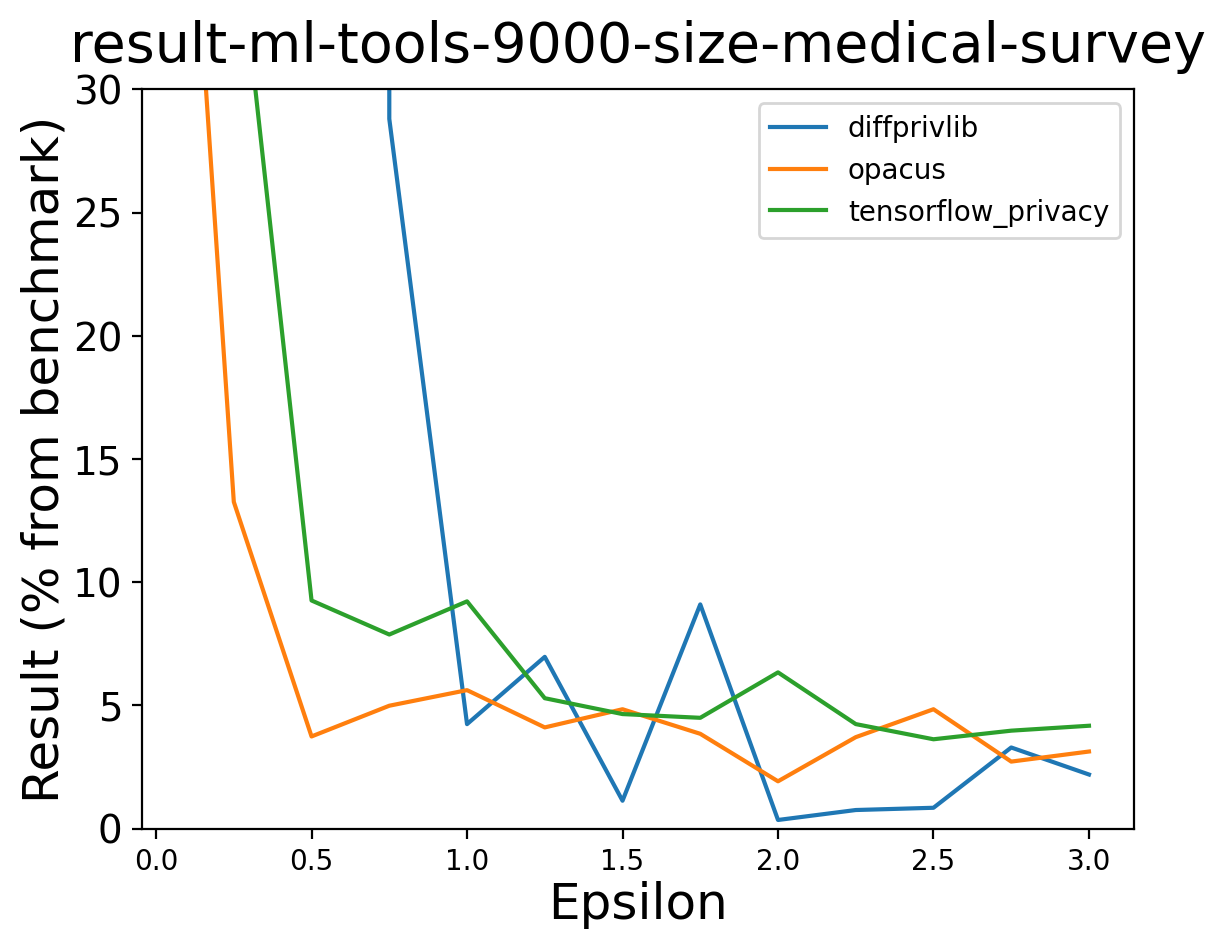 result-ml-tools-9000-size-medical-survey
30
25
20
15
10
5
0
Result (% from benchmark)
diffprivlib
opacus
tensorflow_privacy
0.0 0.5 1.0 1.5 2.0 2.5 3.0
Epsilon